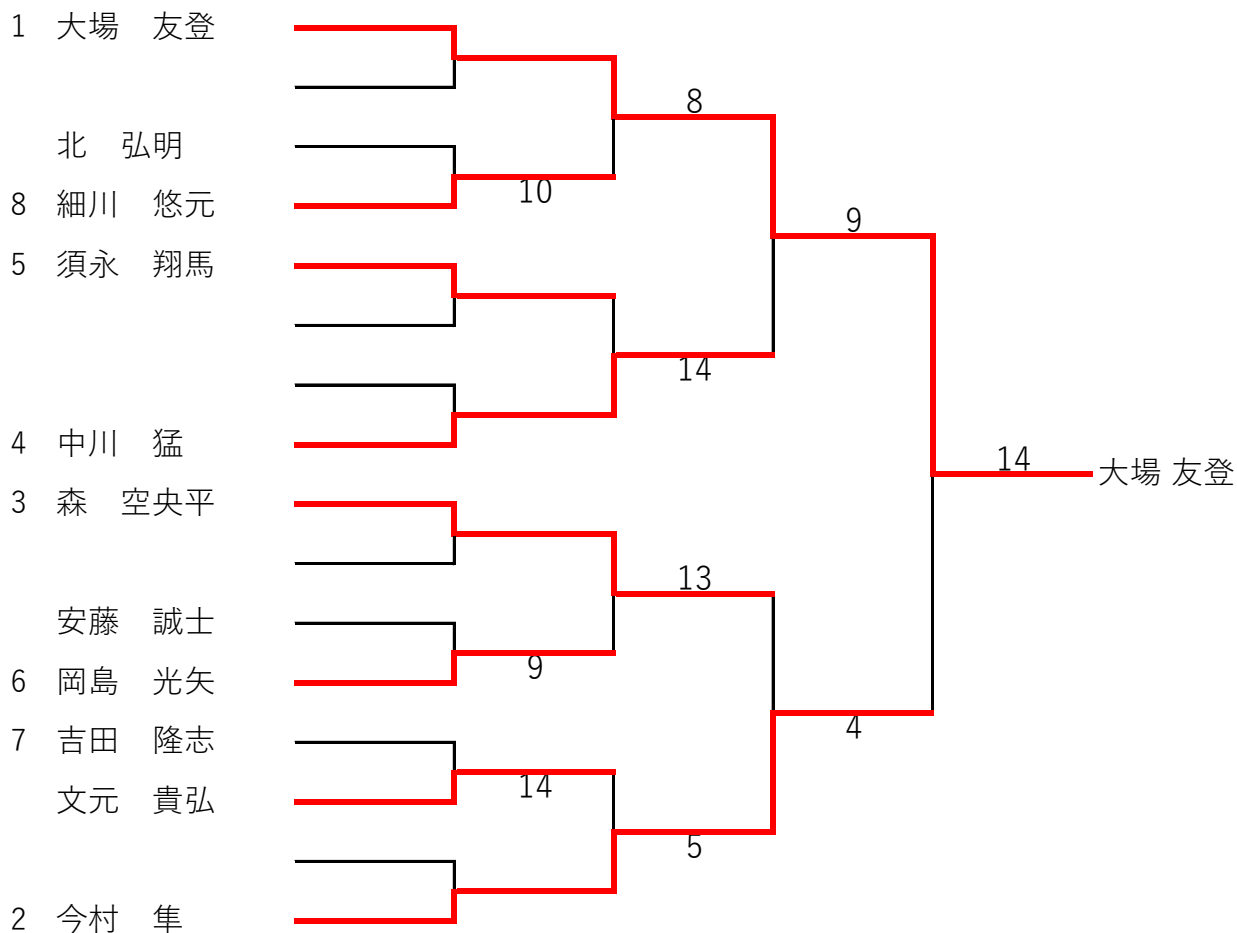 1 大場 友登
8
北 弘明
10
8 細川 悠元
9
5 須永 翔馬
14
4 中川 猛
14 大場 友登
3 森 空央平
13
安藤 誠士
9
6 岡島 光矢
4
7 吉田 隆志
14
文元 貴弘
5
2 今村 隼